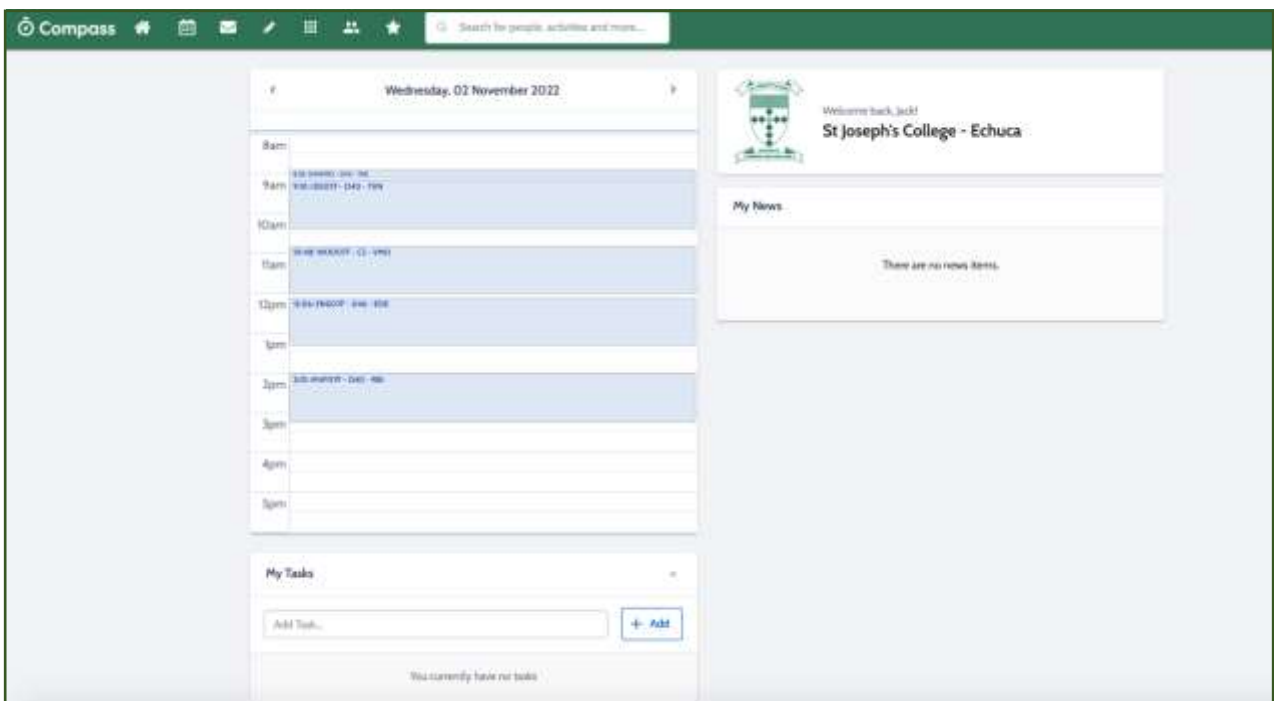 Compass
Search for people, activities and more...
Wednesday, 02 November 2022
8am
9am
10am
11am
12pm
1pm
2pm
3pm
4pm
5pm
My Tasks
Add Task...
+ Add
You currently have no tasks
Welcome back, Jack!
St Joseph's College - Echuca
My News
There are no news items.